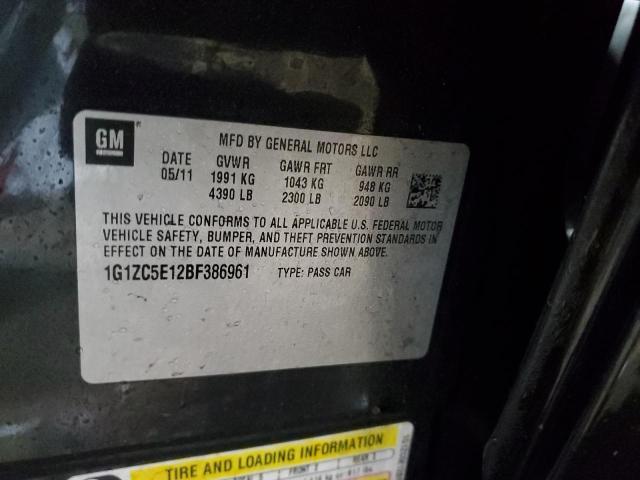 GM
MFD BY GENERAL MOTORS LLC
DATE GVWR GAWR FRT GAWR RR
05/11 1991 KG 1043 KG 948 KG
4390 LB 2300 LB 2090 LB
THIS VEHICLE CONFORMS TO ALL APPLICABLE U.S. FEDERAL MOTOR
VEHICLE SAFETY, BUMPER, AND THEFT PREVENTION STANDARDS IN
EFFECT ON THE DATE OF MANUFACTURE SHOWN ABOVE.
1G1ZC5E12BF386961 TYPE: PASS CAR
TIRE AND LOADING INFORMATION